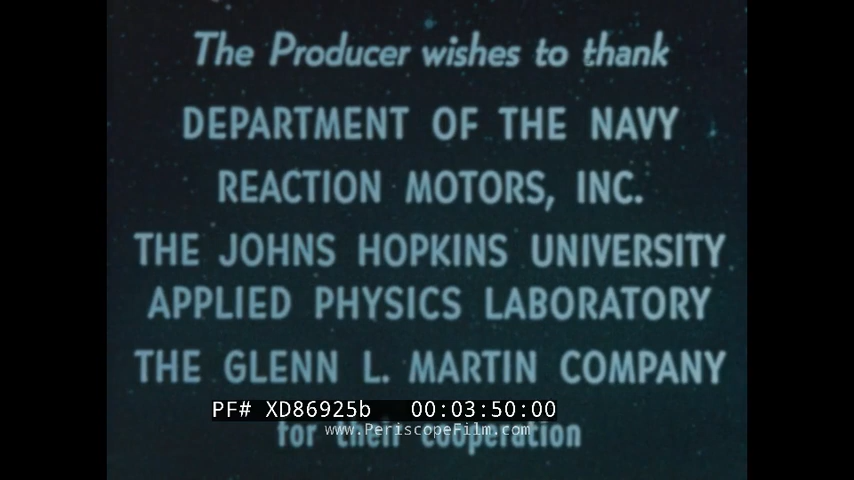 The Producer wishes to thank
DEPARTMENT OF THE NAVY
REACTION MOTORS, INC.
THE JOHNS HOPKINS UNIVERSITY
APPLIED PHYSICS LABORATORY
THE GLENN L. MARTIN COMPANY
PF# XD86925b 00:03:50:00
www.PeriscopeFilm.com
for their cooperation